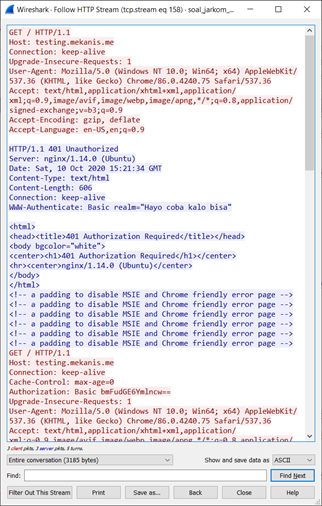 Wireshark · Follow HTTP Stream (tcp.stream eq 158) · soal_jarkom_...
GET / HTTP/1.1
Host: testing.mekanis.me
Connection: keep-alive
Upgrade-Insecure-Requests: 1
User-Agent: Mozilla/5.0 (Windows NT 10.0; Win64; x64) AppleWebKit/
537.36 (KHTML, like Gecko) Chrome/86.0.4240.75 Safari/537.36
Accept: text/html,application/xhtml+xml,application/
xml;q=0.9,image/avif,image/webp,image/apng,*/*;q=0.8,application/
signed-exchange;v=b3;q=0.9
Accept-Encoding: gzip, deflate
Accept-Language: en-US,en;q=0.9
HTTP/1.1 401 Unauthorized
Server: nginx/1.14.0 (Ubuntu)
Date: Sat, 10 Oct 2020 15:21:34 GMT
Content-Type: text/html
Content-Length: 606
Connection: keep-alive
WWW-Authenticate: Basic realm="Hayo coba kalo bisa"
<html>
<head><title>401 Authorization Required</title></head>
<body bgcolor="white">
<center><h1>401 Authorization Required</h1></center>
<hr><center>nginx/1.14.0 (Ubuntu)</center>
</body>
</html>
<!-- a padding to disable MSIE and Chrome friendly error page -->
<!-- a padding to disable MSIE and Chrome friendly error page -->
<!-- a padding to disable MSIE and Chrome friendly error page -->
<!-- a padding to disable MSIE and Chrome friendly error page -->
<!-- a padding to disable MSIE and Chrome friendly error page -->
<!-- a padding to disable MSIE and Chrome friendly error page -->
GET / HTTP/1.1
Host: testing.mekanis.me
Connection: keep-alive
Cache-Control: max-age=0
Authorization: Basic bmFudGE6Ymlncw==
Upgrade-Insecure-Requests: 1
User-Agent: Mozilla/5.0 (Windows NT 10.0; Win64; x64) AppleWebKit/
537.36 (KHTML, like Gecko) Chrome/86.0.4240.75 Safari/537.36
Accept: text/html,application/xhtml+xml,application/
xml;q=0.9,image/avif,image/webp,image/apng,*/*;q=0.8,application/
3 client pkts, 3 server pkts, 5 turns.
Entire conversation (3185 bytes)
Show and save data as ASCII
Find:
Find Next
Filter Out This Stream
Print
Save as...
Back
Close
Help